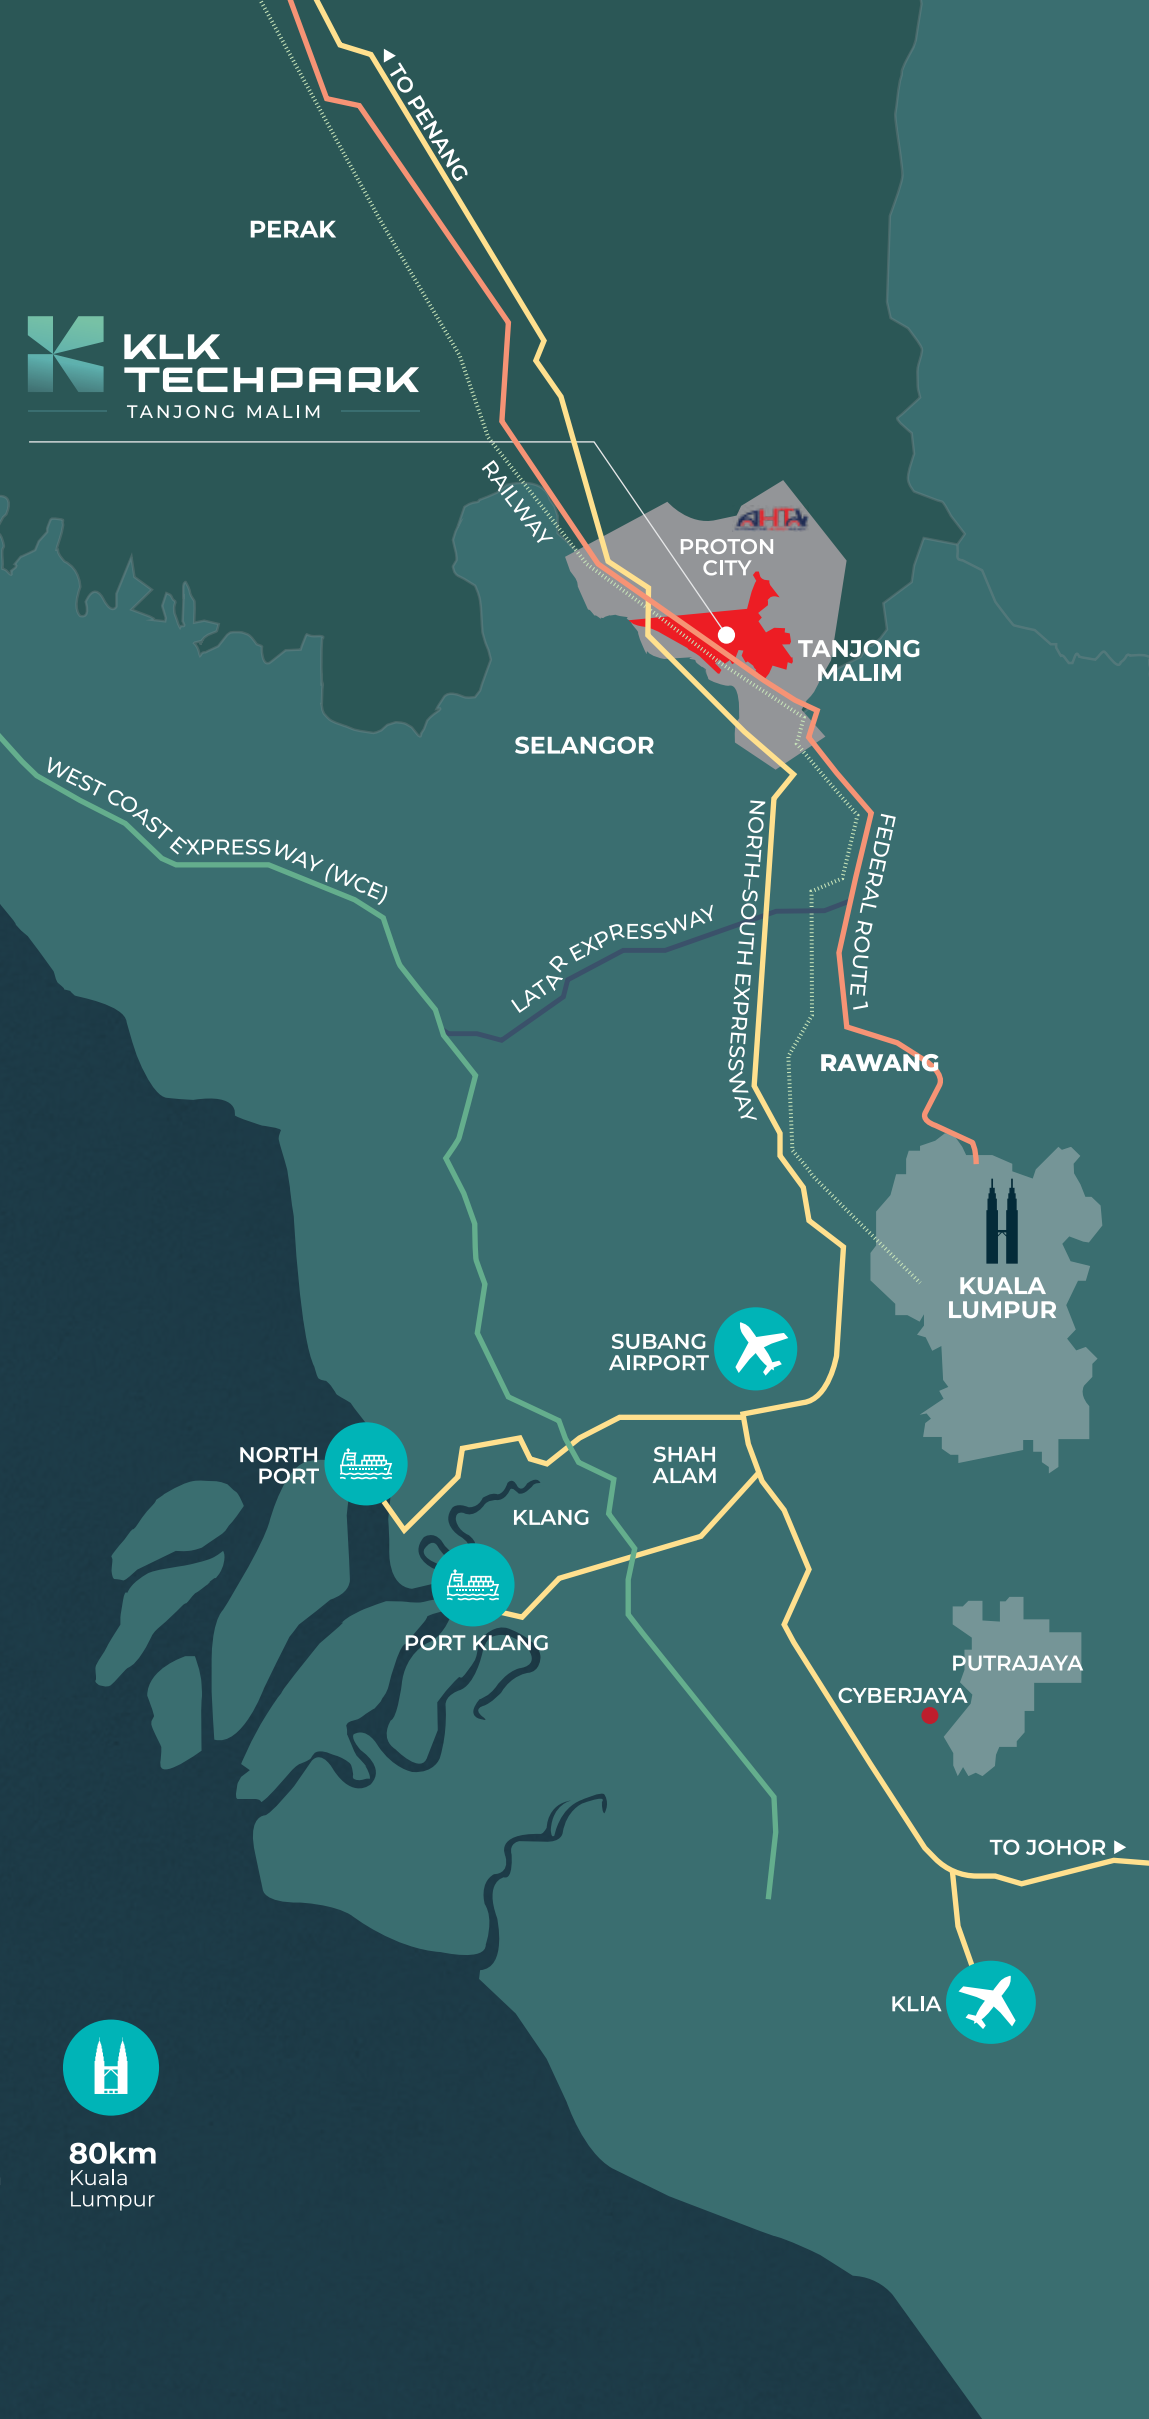 TO PENANG
PERAK
KLK
TECHPARK
TANJONG MALIM
RAILWAY
AHTV
PROTON
CITY
TANJONG
MALIM
SELANGOR
WEST COAST EXPRESSWAY (WCE)
NORTH–SOUTH EXPRESSWAY
FEDERAL ROUTE 1
LATAR EXPRESSWAY
RAWANG
KUALA
LUMPUR
SUBANG
AIRPORT
NORTH
PORT
SHAH
ALAM
KLANG
PORT KLANG
PUTRAJAYA
CYBERJAYA
TO JOHOR
KLIA
80km
Kuala
Lumpur